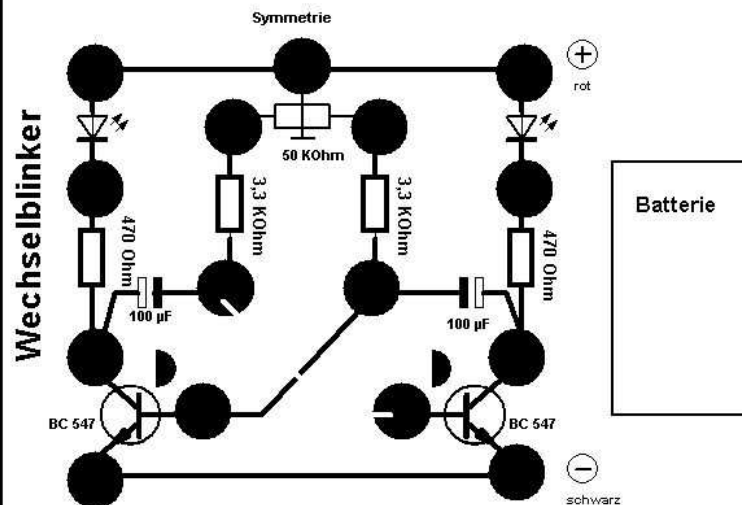 Symmetrie
+
rot
Wechselblinker
50 KOhm
3,3 KOhm
3,3 KOhm
Batterie
470 Ohm
470 Ohm
100 µF
100 µF
BC 547
BC 547
−
schwarz